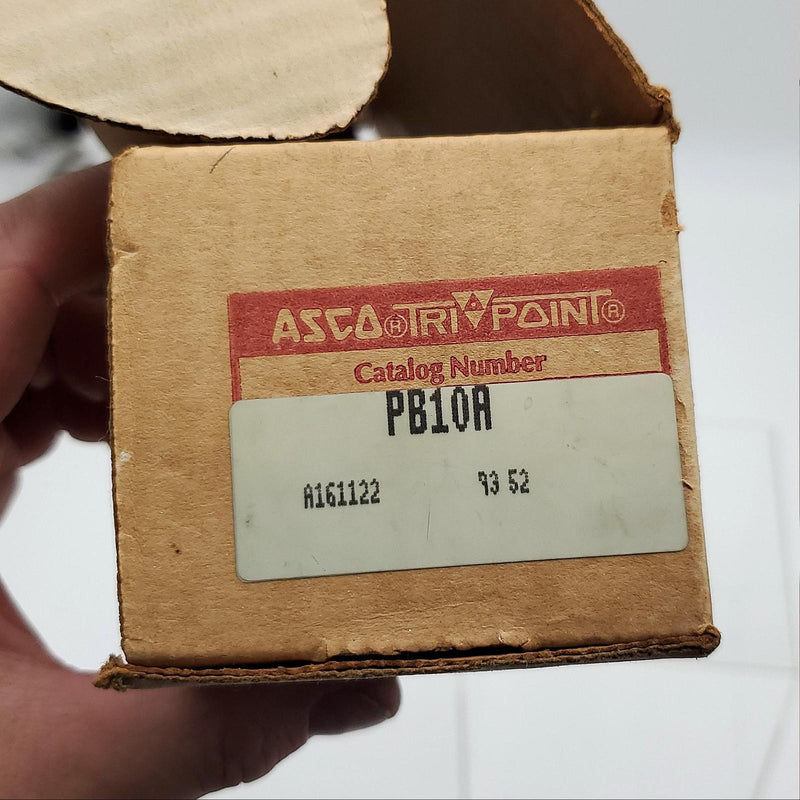 ASCO® TRI POINT®
Catalog Number
PB10A
A161122 93 52